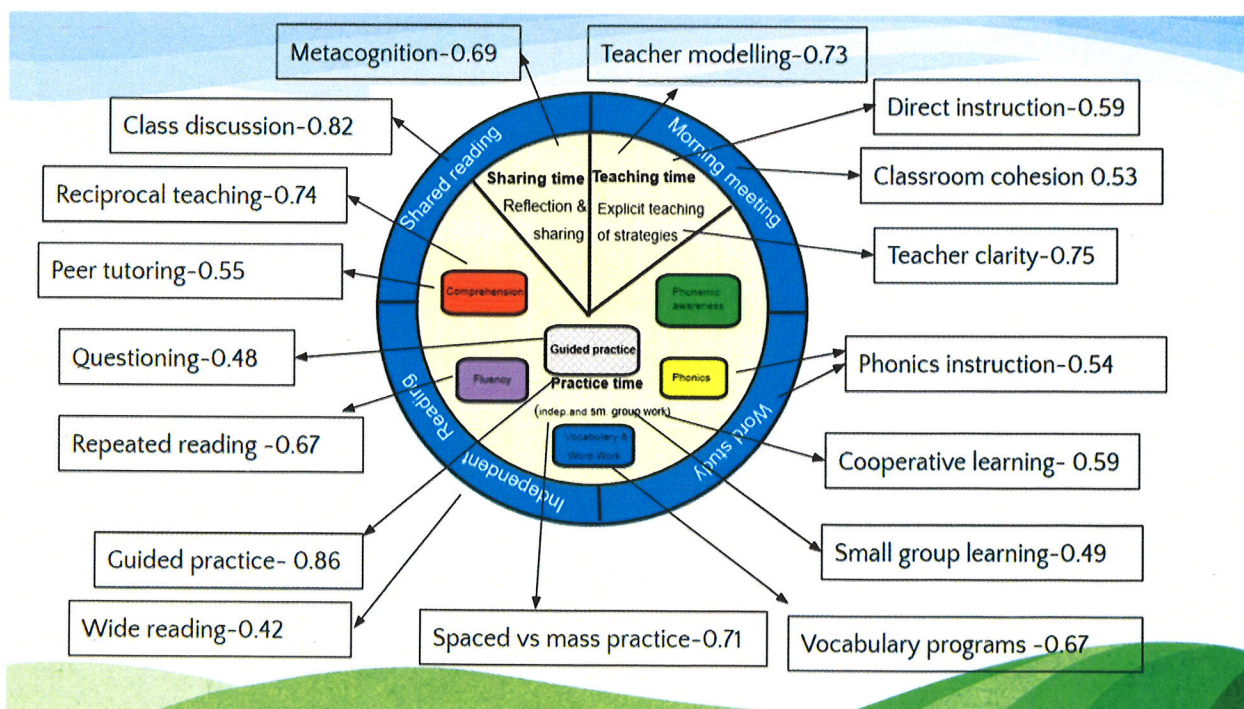 Metacognition-0.69
Teacher modelling-0.73
Class discussion-0.82
Direct instruction-0.59
Reciprocal teaching-0.74
Classroom cohesion 0.53
Peer tutoring-0.55
Teacher clarity-0.75
Questioning-0.48
Phonics instruction-0.54
Repeated reading -0.67
Cooperative learning- 0.59
Guided practice- 0.86
Small group learning-0.49
Wide reading-0.42
Spaced vs mass practice-0.71
Vocabulary programs -0.67
Shared reading
Morning meeting
Word study
Independent
Reading
Sharing time
Reflection &
sharing
Teaching time
Explicit teaching
of strategies
Comprehension
Phonemic
awareness
Guided practice
Fluency
Phonics
Practice time
(indep.and sm. group work)
Vocabulary &
Word Work